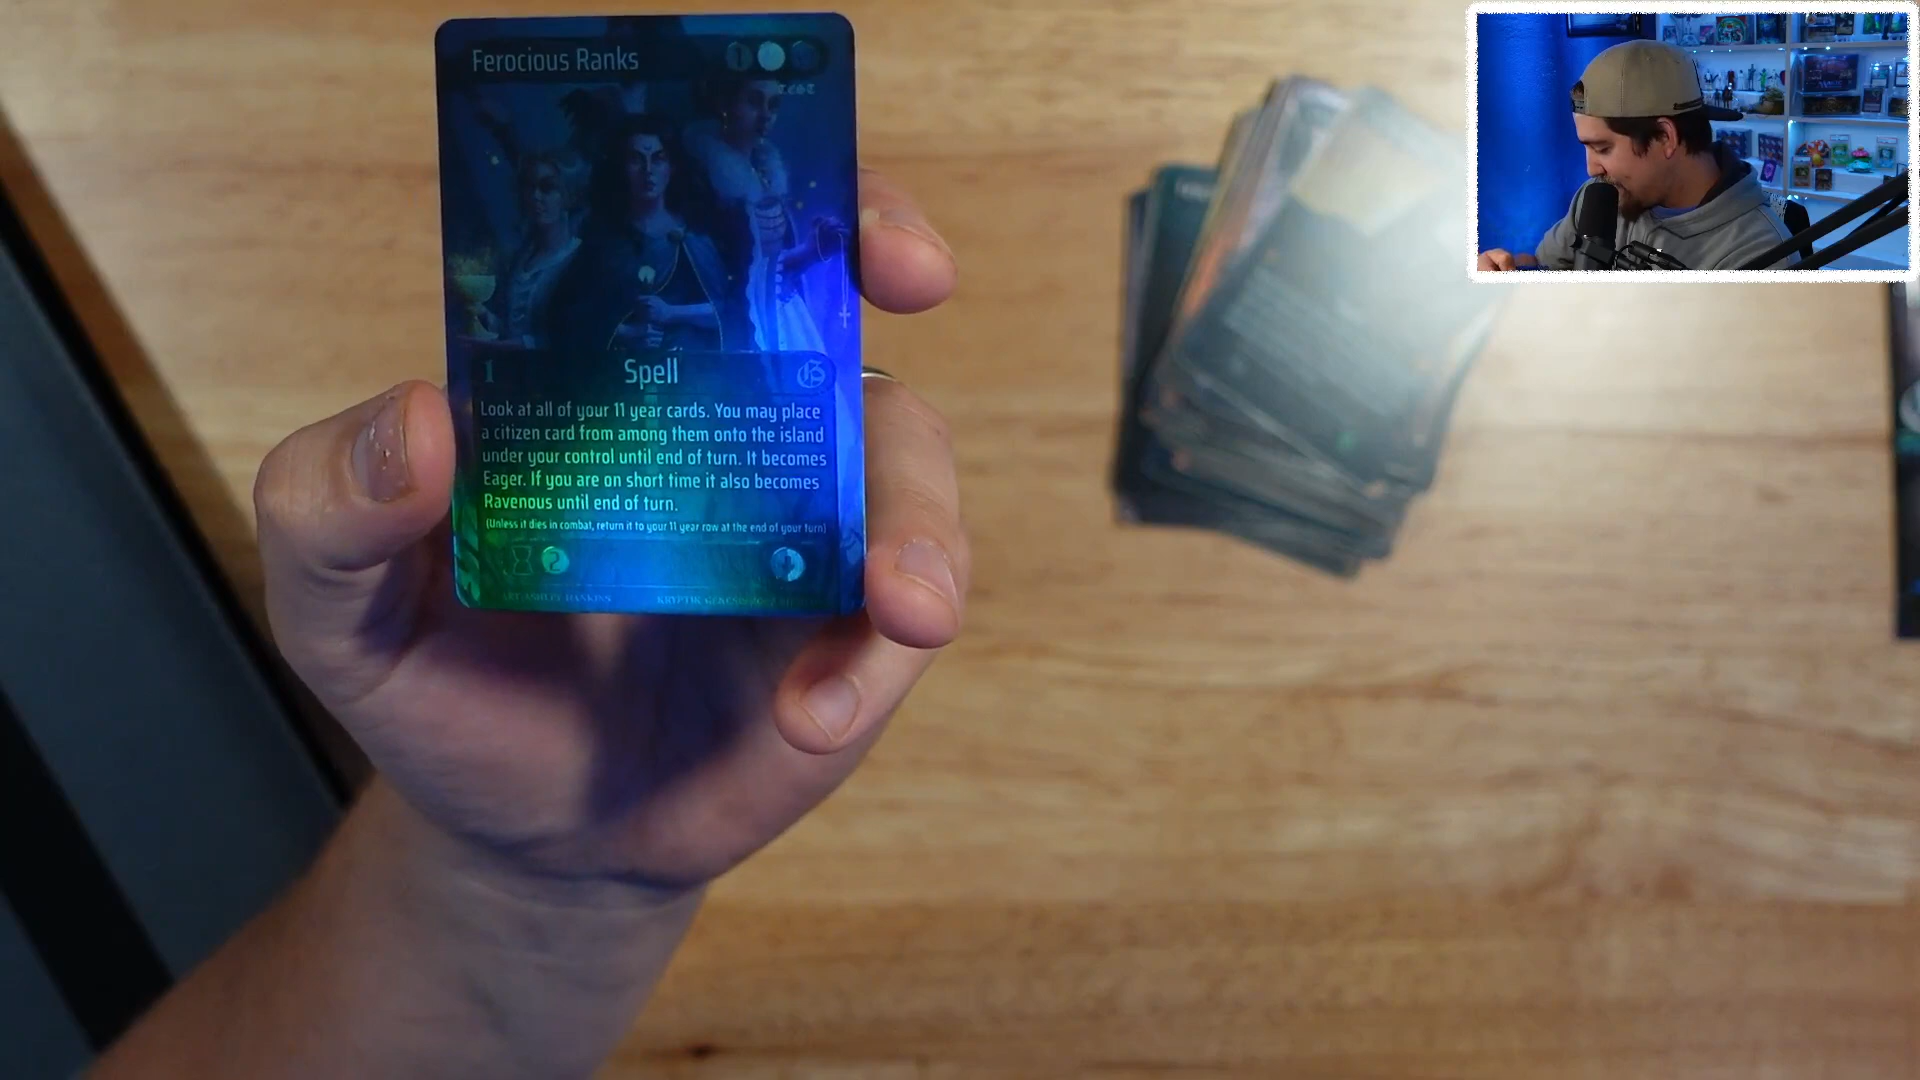 Ferocious Ranks
TEST
1 Spell
Look at all of your 11 year cards. You may place
a citizen card from among them onto the island
under your control until end of turn. It becomes
Eager. If you are on short time it also becomes
Ravenous until end of turn.
(Unless it dies in combat, return it to your 11 year row at the end of your turn)
2